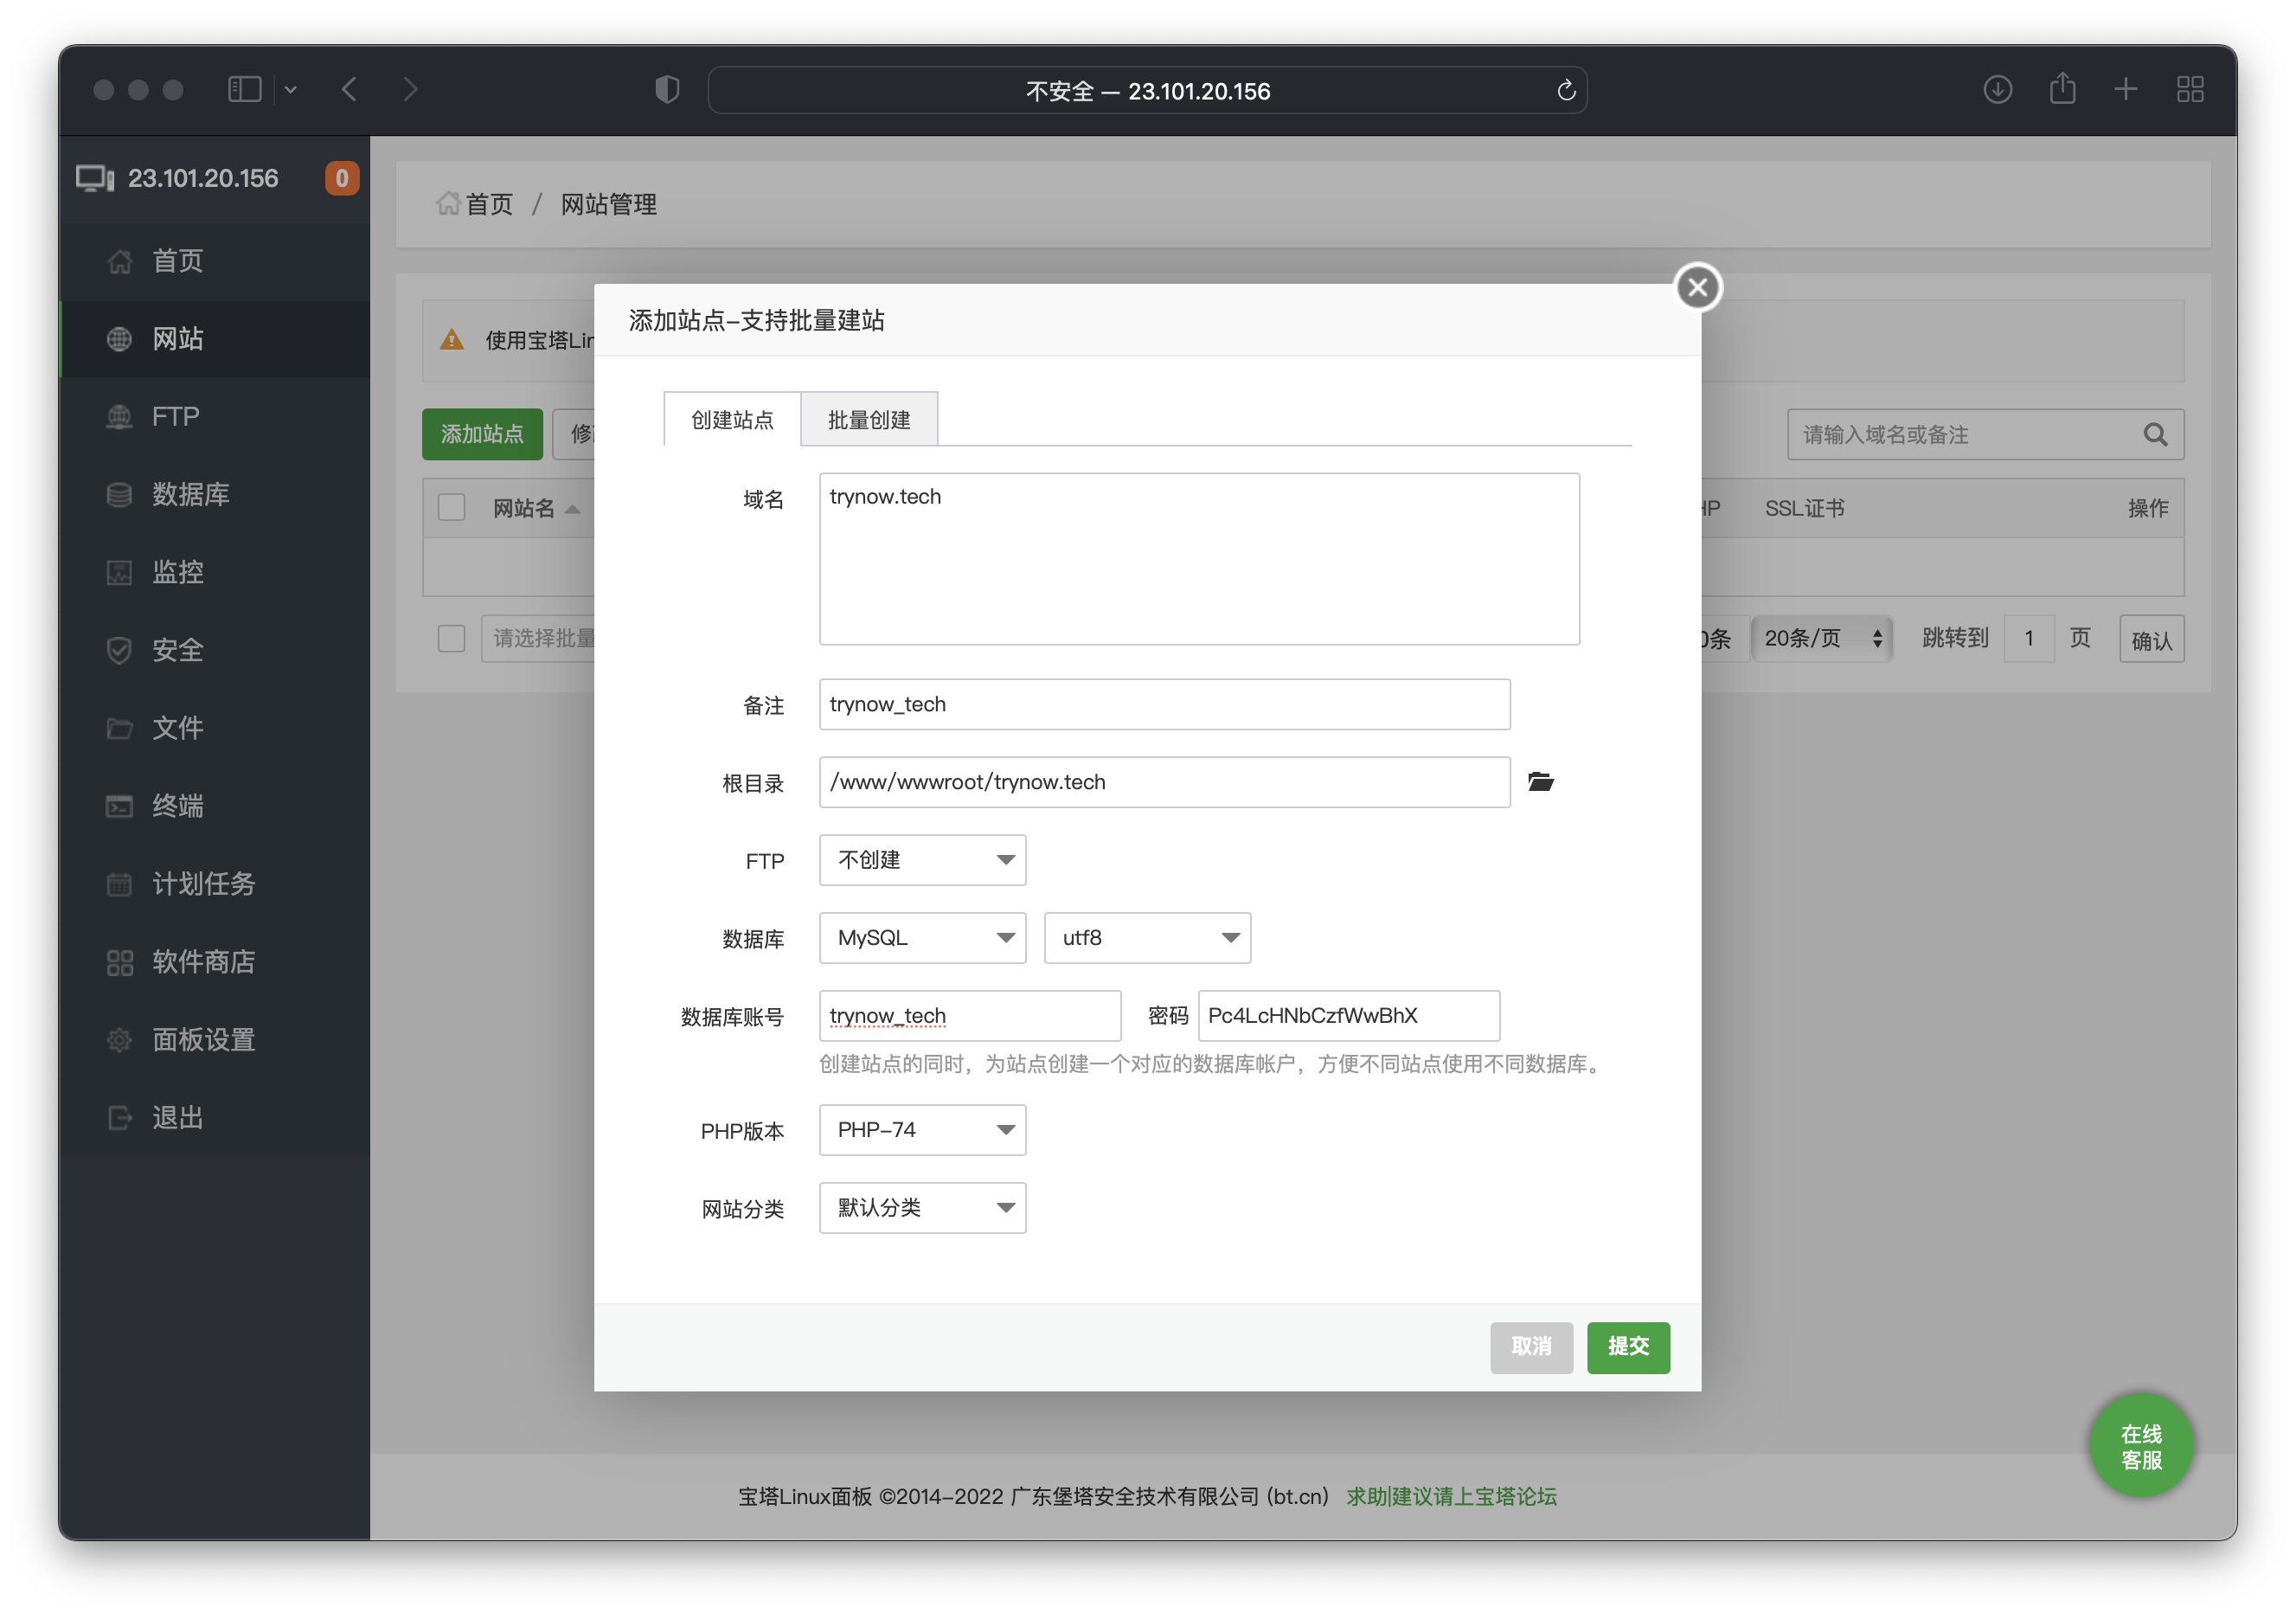 不安全 — 23.101.20.156
23.101.20.156
0
首页
网站
FTP
数据库
监控
安全
文件
终端
计划任务
软件商店
面板设置
退出
首页 / 网站管理
使用宝塔Lin
添加站点
请输入域名或备注
网站名
SSL证书
操作
请选择批量
20条/页
跳转到
1
页
确认
添加站点-支持批量建站
创建站点
批量创建
域名
trynow.tech
备注
trynow_tech
根目录
/www/wwwroot/trynow.tech
FTP
不创建
数据库
MySQL
utf8
数据库账号
trynow_tech
密码
Pc4LcHNbCzfWwBhX
创建站点的同时，为站点创建一个对应的数据库帐户，方便不同站点使用不同数据库。
PHP版本
PHP-74
网站分类
默认分类
取消
提交
在线
客服
宝塔Linux面板 ©2014-2022 广东堡塔安全技术有限公司 (bt.cn) 求助|建议请上宝塔论坛